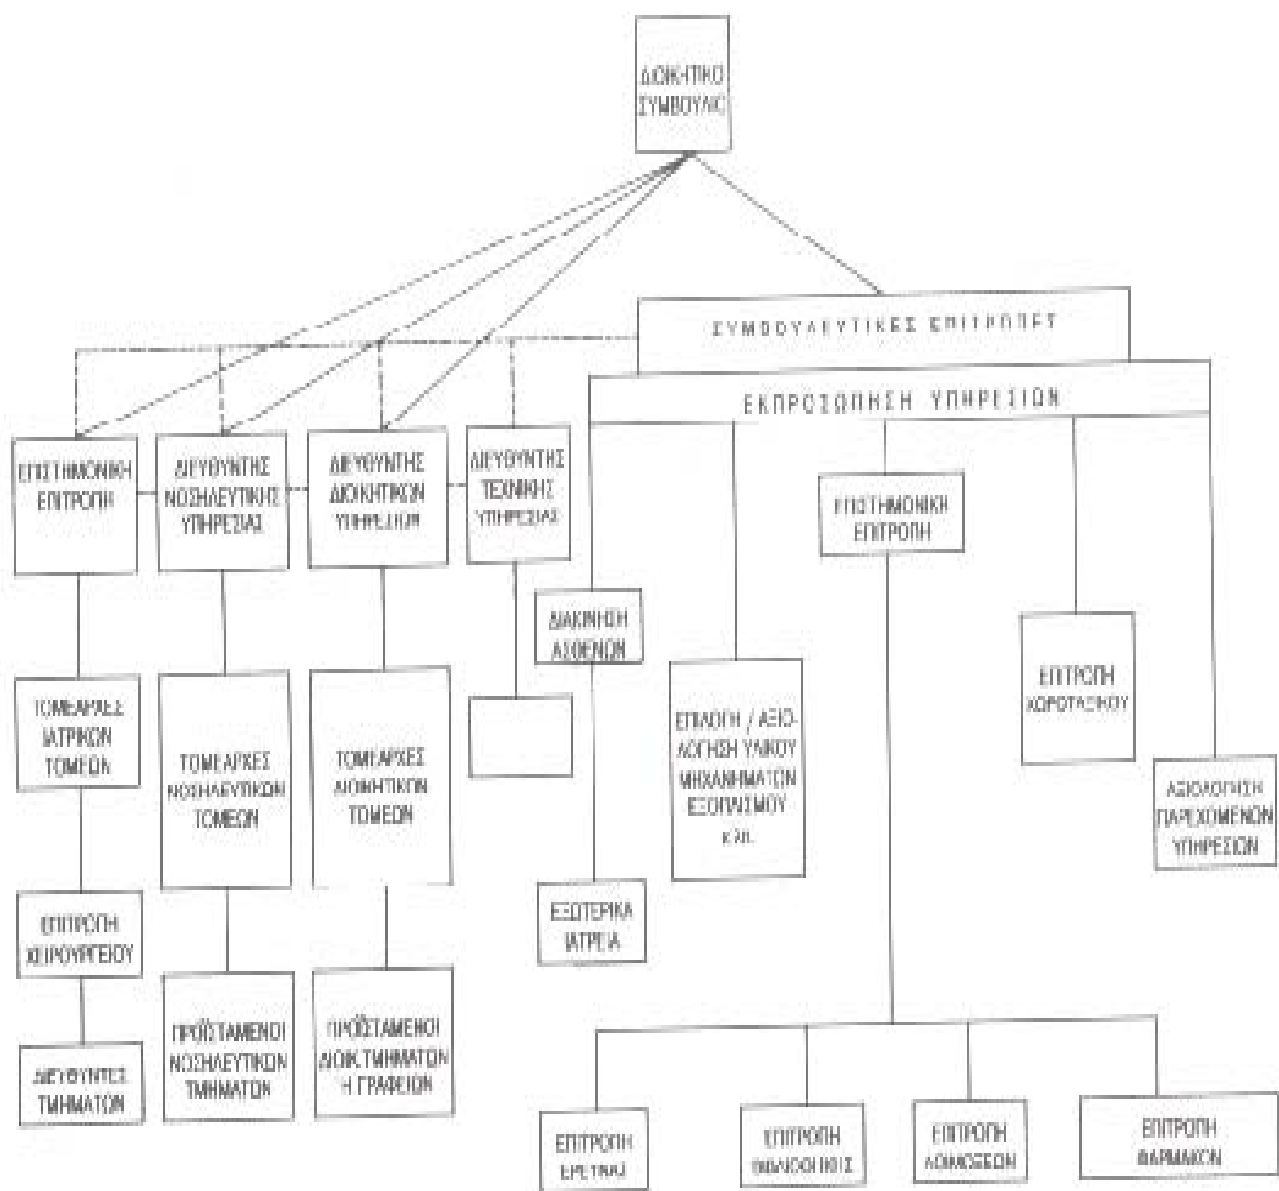 ΔΙΟΙΚΗΤΙΚΟ
ΣΥΜΒΟΥΛΙΟ
ΣΥΜΒΟΥΛΕΥΤΙΚΕΣ ΕΠΙΤΡΟΠΕΣ
ΕΚΠΡΟΣΩΠΗΣΗ ΥΠΗΡΕΣΙΩΝ
ΕΠΙΣΤΗΜΟΝΙΚΗ
ΕΠΙΤΡΟΠΗ
ΔΙΕΥΘΥΝΤΗΣ
ΝΟΣΗΛΕΥΤΙΚΗΣ
ΥΠΗΡΕΣΙΑΣ
ΔΙΕΥΘΥΝΤΗΣ
ΔΙΟΙΚΗΤΙΚΩΝ
ΥΠΗΡΕΣΙΩΝ
ΔΙΕΥΘΥΝΤΗΣ
ΤΕΧΝΙΚΗΣ
ΥΠΗΡΕΣΙΑΣ
ΕΠΙΣΤΗΜΟΝΙΚΗ
ΕΠΙΤΡΟΠΗ
ΔΙΑΚΙΝΗΣΗ
ΑΣΘΕΝΩΝ
ΕΠΙΤΡΟΠΗ
ΧΩΡΟΤΑΞΙΚΟΥ
ΤΟΜΕΑΡΧΕΣ
ΙΑΤΡΙΚΩΝ
ΤΟΜΕΩΝ
ΤΟΜΕΑΡΧΕΣ
ΝΟΣΗΛΕΥΤΙΚΩΝ
ΤΟΜΕΩΝ
ΤΟΜΕΑΡΧΕΣ
ΔΙΟΙΚΗΤΙΚΩΝ
ΤΟΜΕΩΝ
ΕΠΙΛΟΓΗ / ΑΞΙΟ-
ΛΟΓΗΣΗ ΥΛΙΚΟΥ
ΜΗΧΑΝΗΜΑΤΩΝ
ΕΞΟΠΛΙΣΜΟΥ
κ.λπ.
ΑΞΙΟΛΟΓΗΣΗ
ΠΑΡΕΧΟΜΕΝΩΝ
ΥΠΗΡΕΣΙΩΝ
ΕΠΙΤΡΟΠΗ
ΧΕΙΡΟΥΡΓΕΙΟΥ
ΕΞΩΤΕΡΙΚΑ
ΙΑΤΡΕΙΑ
ΔΙΕΥΘΥΝΤΕΣ
ΤΜΗΜΑΤΩΝ
ΠΡΟΪΣΤΑΜΕΝΟΙ
ΝΟΣΗΛΕΥΤΙΚΩΝ
ΤΜΗΜΑΤΩΝ
ΠΡΟΪΣΤΑΜΕΝΟΙ
ΔΙΟΙΚ.ΤΜΗΜΑΤΩΝ
Η ΓΡΑΦΕΙΩΝ
ΕΠΙΤΡΟΠΗ
ΕΡΕΥΝΑΣ
ΕΠΙΤΡΟΠΗ
ΒΙΒΛΙΟΘΗΚΗΣ
ΕΠΙΤΡΟΠΗ
ΛΟΙΜΩΞΕΩΝ
ΕΠΙΤΡΟΠΗ
ΦΑΡΜΑΚΩΝ